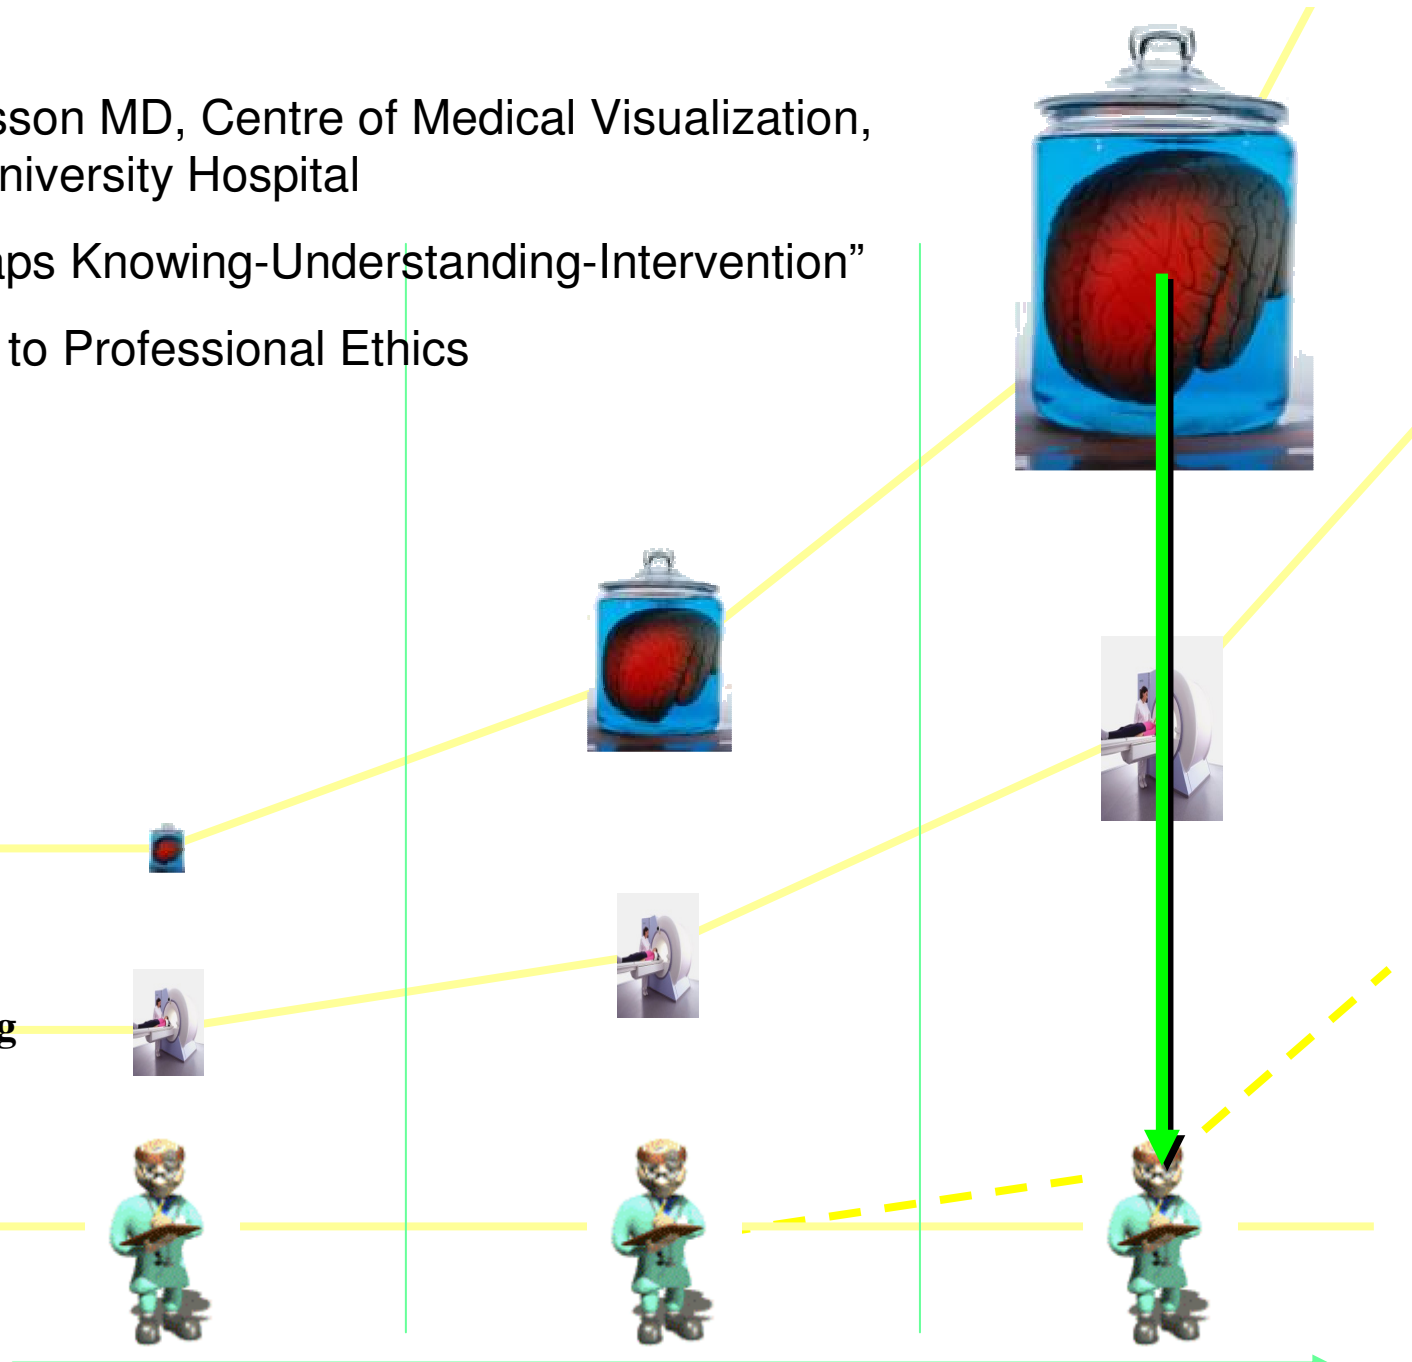 sson MD, Centre of Medical Visualization,
niversity Hospital
aps Knowing-Understanding-Intervention”
to Professional Ethics
g